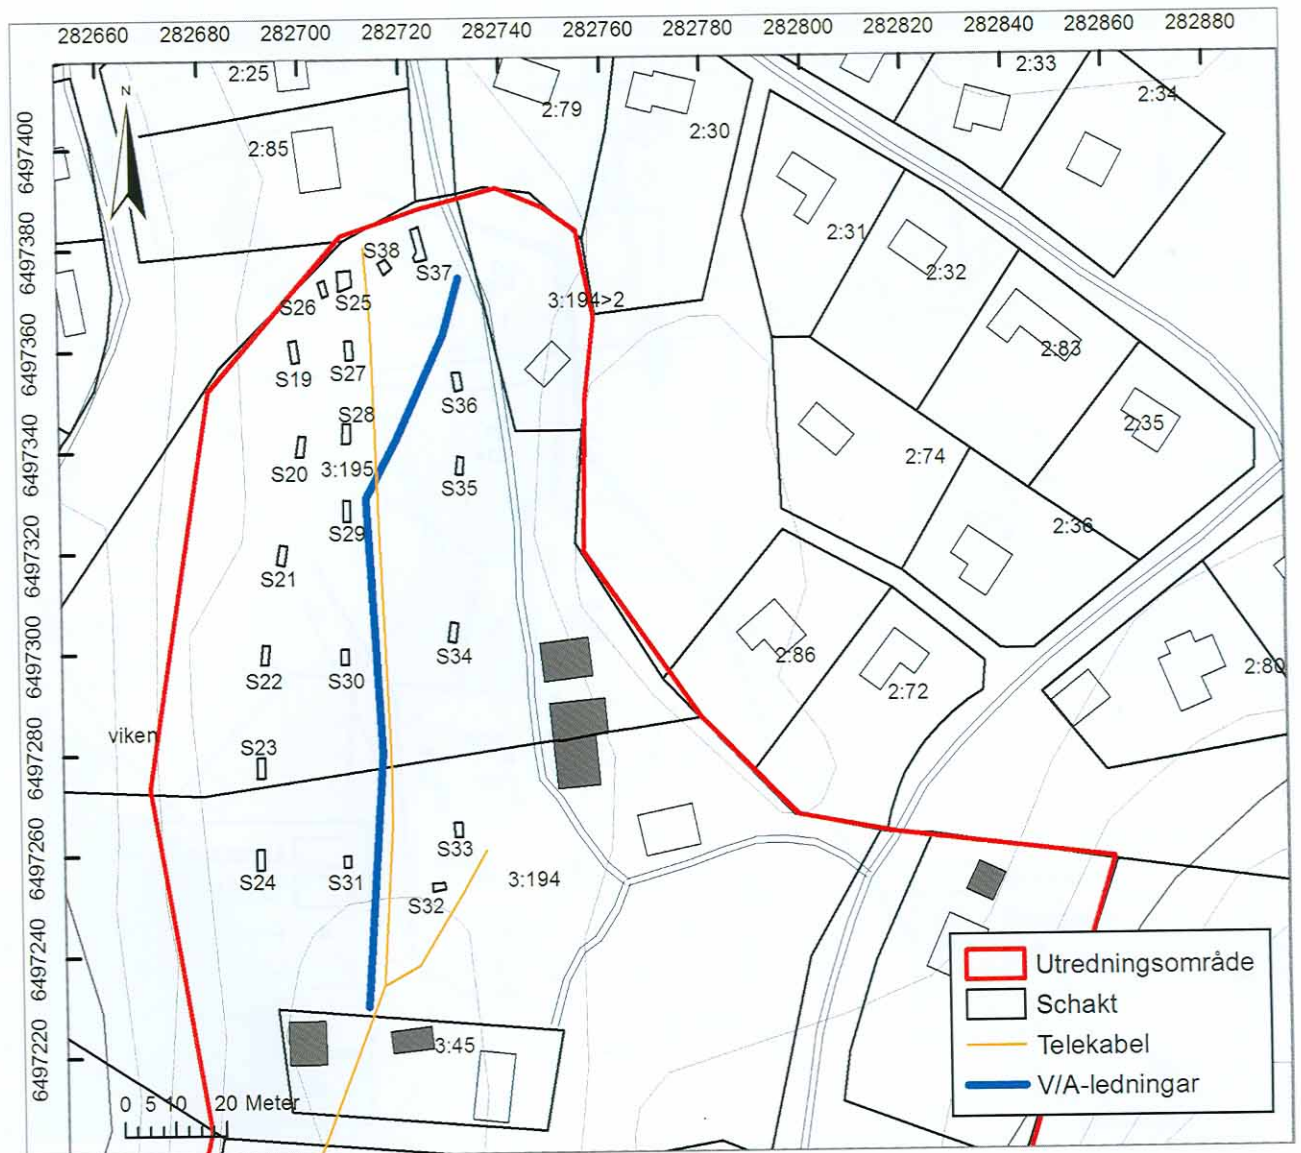 282660 282680 282700 282720 282740 282760 282780 282800 282820 282840 282860 282880
2:25
2:33
2:79
2:34
N
2:30
2:85
6497400
2:31
S38
S37
2:32
6497380
S26
S25
3:194>2
6497360
S19
S27
2:83
S36
S28
2:35
6497340
S20
3:195
S35
2:74
S29
2:36
6497320
S21
S34
2:86
6497300
S22
S30
2:80
2:72
viken
S23
6497280
S33
6497260
S24
S31
3:194
S32
6497240
Utredningsområde
Schakt
3:45
Telekabel
6497220
V/A-ledningar
0 5 10 20 Meter